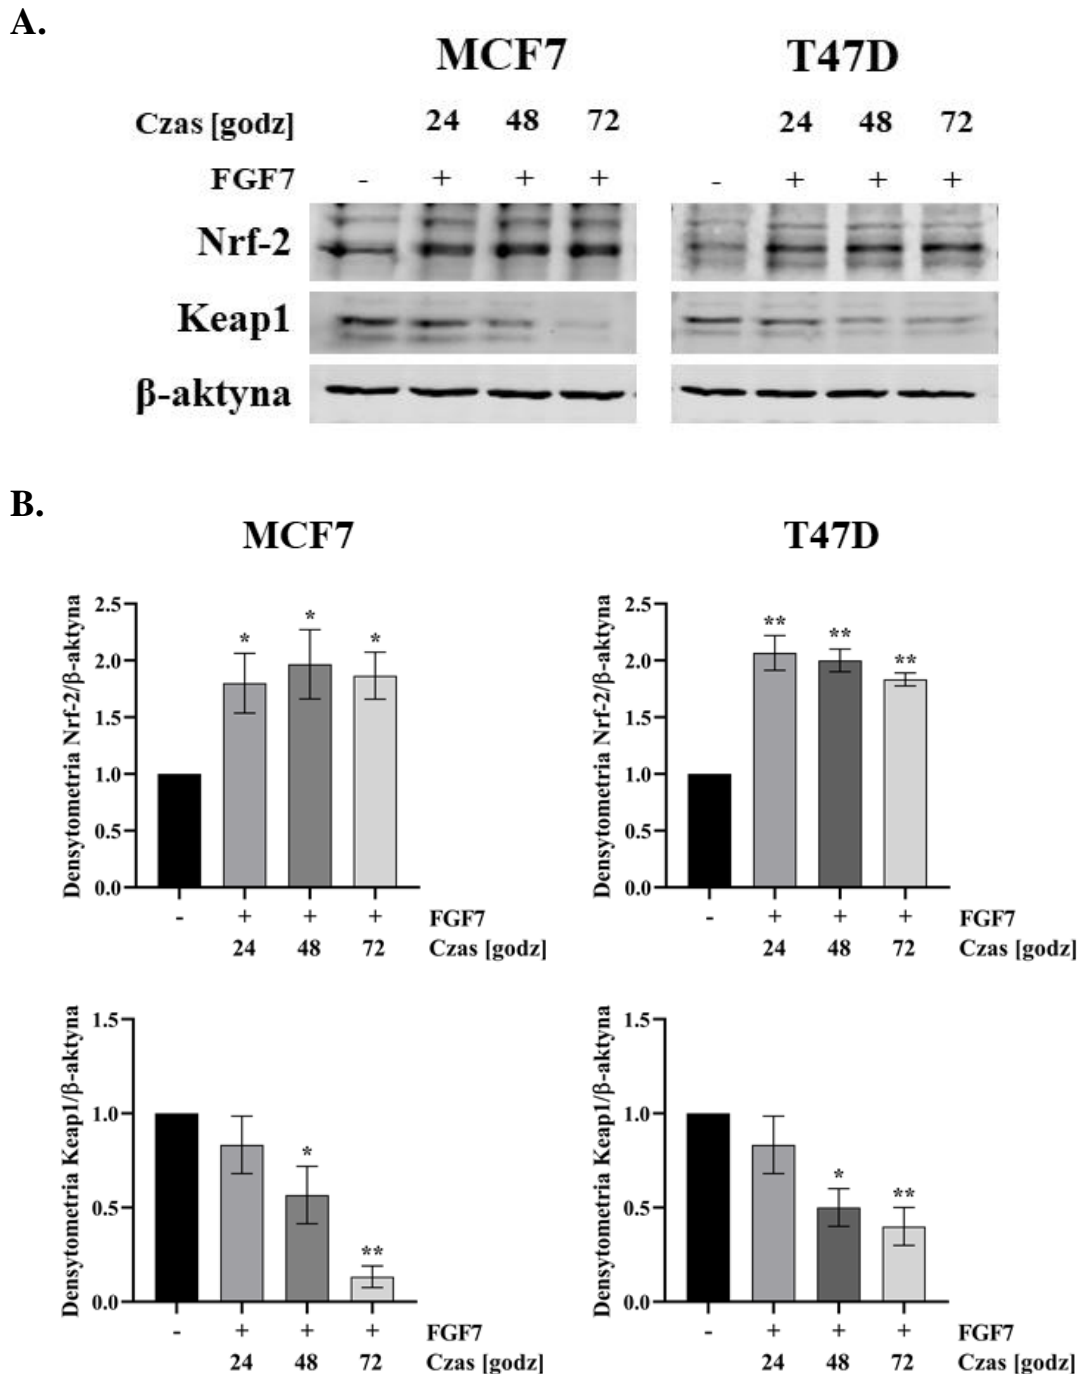 A.
MCF7 T47D
Czas [godz] 24 48 72 24 48 72
FGF7 - + + + - + + +
Nrf-2
Keap1
β-aktyna
B.
MCF7
Densytometria Nrf-2/β-aktyna
2.5
2.0
1.5
1.0
0.5
0.0
* * *
- + + + FGF7
24 48 72 Czas [godz]
T47D
Densytometria Nrf-2/β-aktyna
2.5
2.0
1.5
1.0
0.5
0.0
** ** **
- + + + FGF7
24 48 72 Czas [godz]
Densytometria Keap1/β-aktyna
1.5
1.0
0.5
0.0
* **
- + + + FGF7
24 48 72 Czas [godz]
Densytometria Keap1/β-aktyna
1.5
1.0
0.5
0.0
* **
- + + + FGF7
24 48 72 Czas [godz]